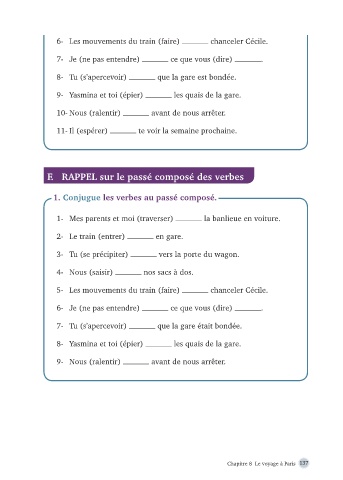 6- Les mouvements du train (faire) ______ chanceler Cécile.
7- Je (ne pas entendre) ______ ce que vous (dire) ______.
8- Tu (s'apercevoir) ______ que la gare est bondée.
9- Yasmina et toi (épier) ______ les quais de la gare.
10- Nous (ralentir) ______ avant de nous arrêter.
11- Il (espérer) ______ te voir la semaine prochaine.
F. RAPPEL sur le passé composé des verbes
1. Conjugue les verbes au passé composé.
1- Mes parents et moi (traverser) ______ la banlieue en voiture.
2- Le train (entrer) ______ en gare.
3- Tu (se précipiter) ______ vers la porte du wagon.
4- Nous (saisir) ______ nos sacs à dos.
5- Les mouvements du train (faire) ______ chanceler Cécile.
6- Je (ne pas entendre) ______ ce que vous (dire) ______.
7- Tu (s'apercevoir) ______ que la gare était bondée.
8- Yasmina et toi (épier) ______ les quais de la gare.
9- Nous (ralentir) ______ avant de nous arrêter.
Chapitre 8 Le voyage à Paris 137